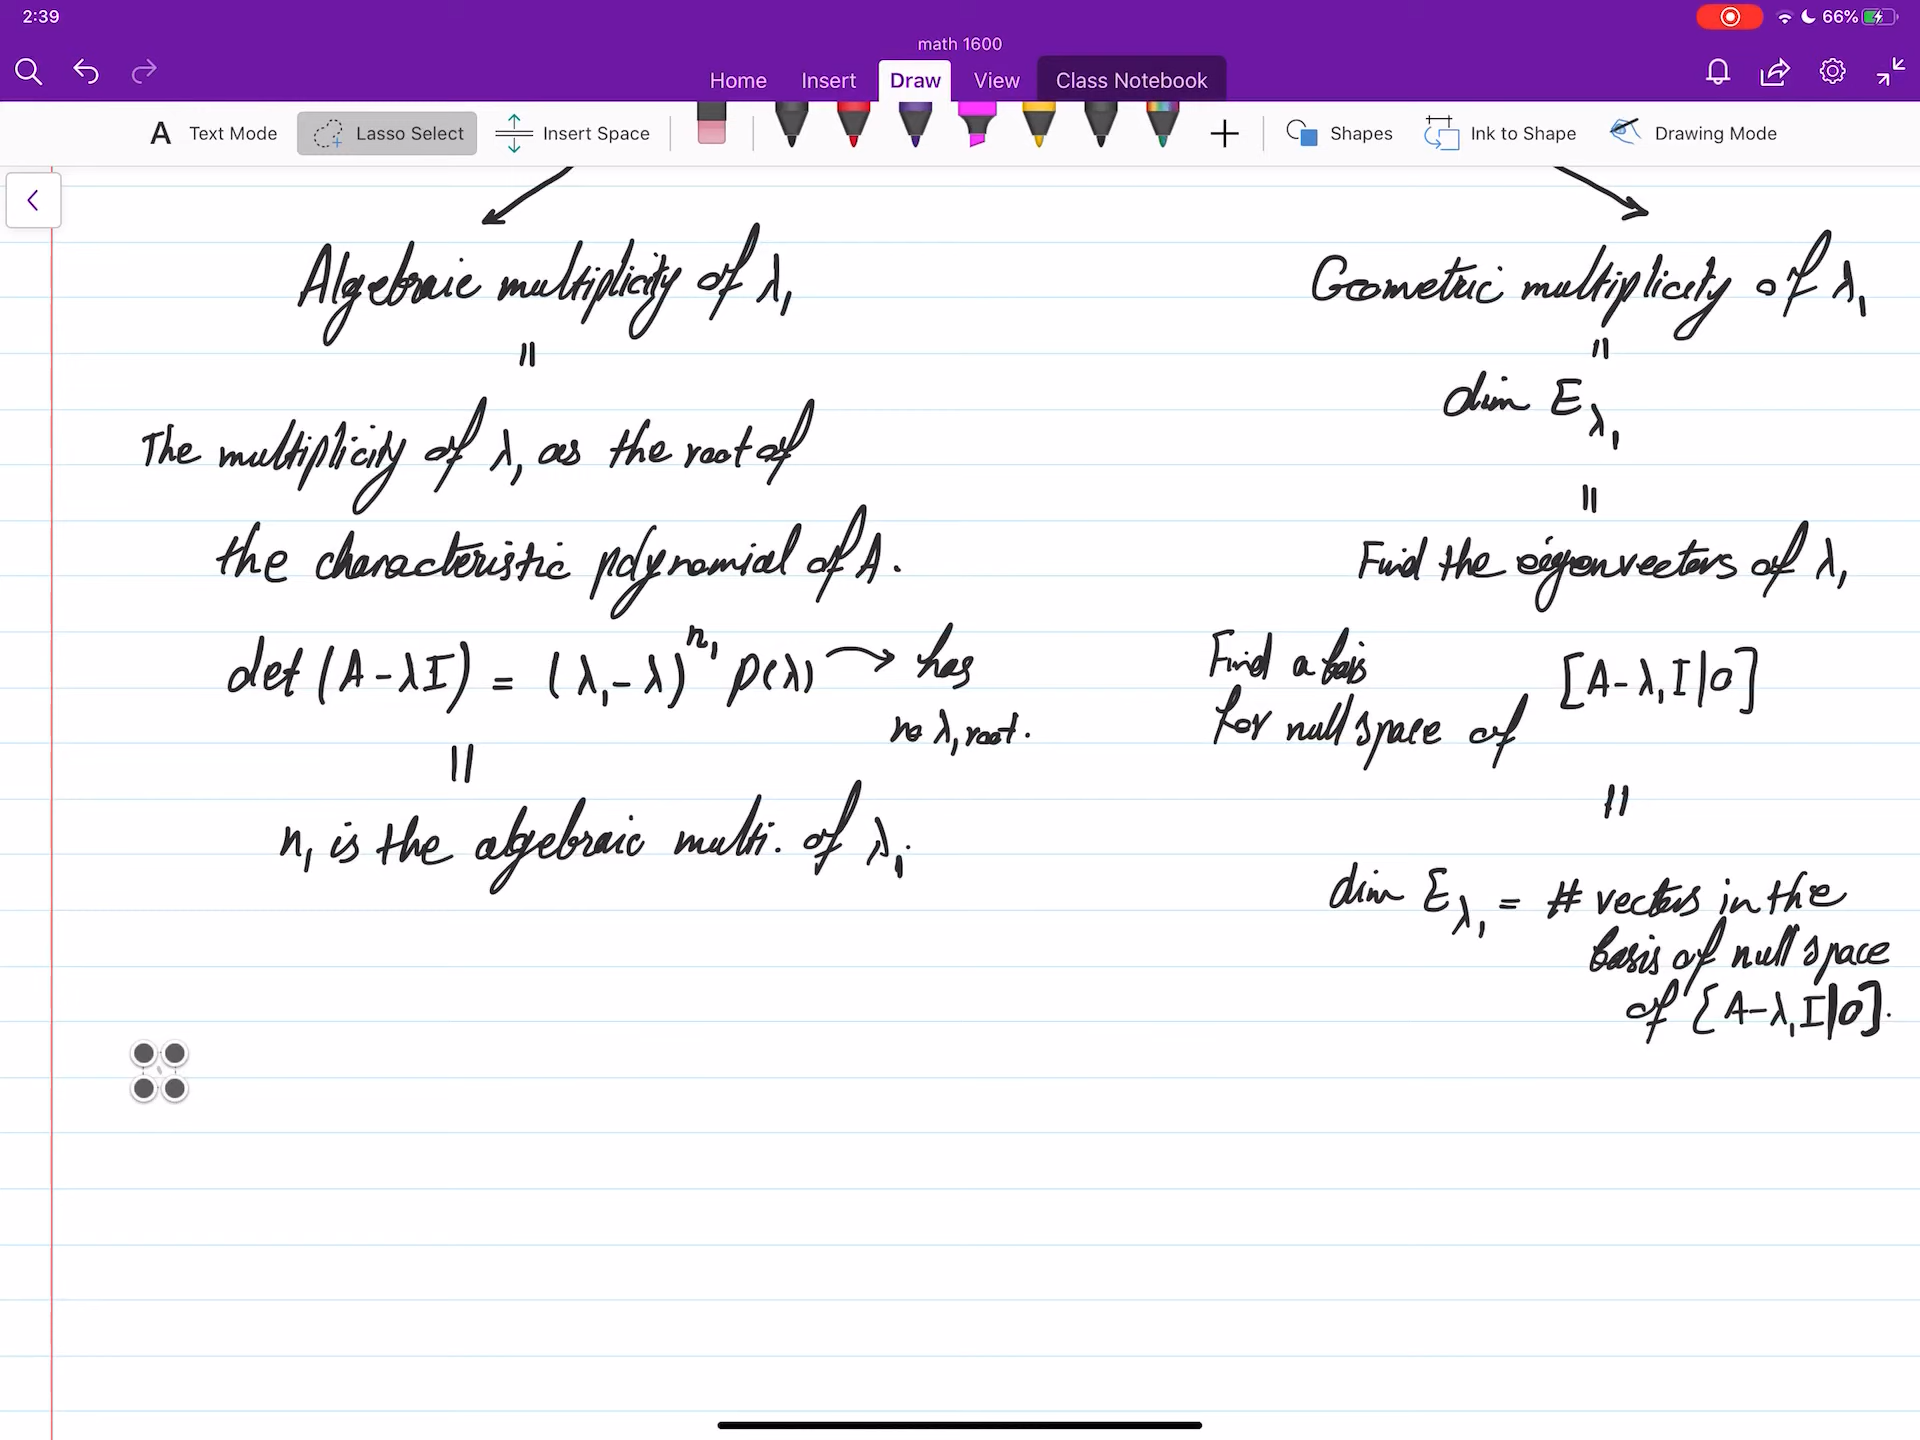 2:39
66%
math 1600
Home Insert Draw View Class Notebook
A Text Mode Lasso Select Insert Space Shapes Ink to Shape Drawing Mode
Algebraic multiplicity of λ₁
=
The multiplicity of λ₁ as the root of
the characteristic polynomial of A.
det (A-λI) = (λ₁-λ)^n₁ p(λ) → has
no λ₁ root.
=
n₁ is the algebraic multi. of λ₁.
Geometric multiplicity of λ₁
=
dim E_λ₁
=
Find the eigenvectors of λ₁
Find a bais [A-λ₁I|0]
for null space of
=
dim E_λ₁ = # vectors in the
basis of null space
of [A-λ₁I|0].